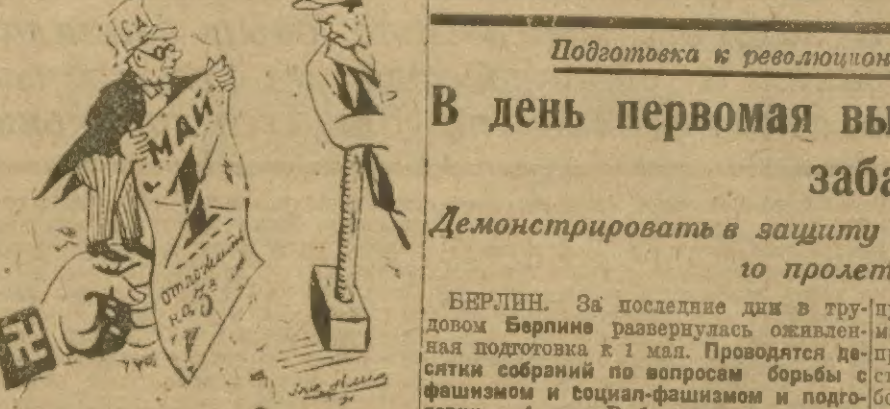 С.Д.
МАЙ
1
отложить
на 3е
Подготовка к революцион
В день первомая вы
заба
Демонстрировать в защиту
го пролет
БЕРЛИН. За последние дни в тру-
довом Берлине развернулась оживлен-
ная подготовка к 1 мая. Проводятся де-
сятки собраний по вопросам борьбы с
фашизмом и социал-фашизмом и подго-